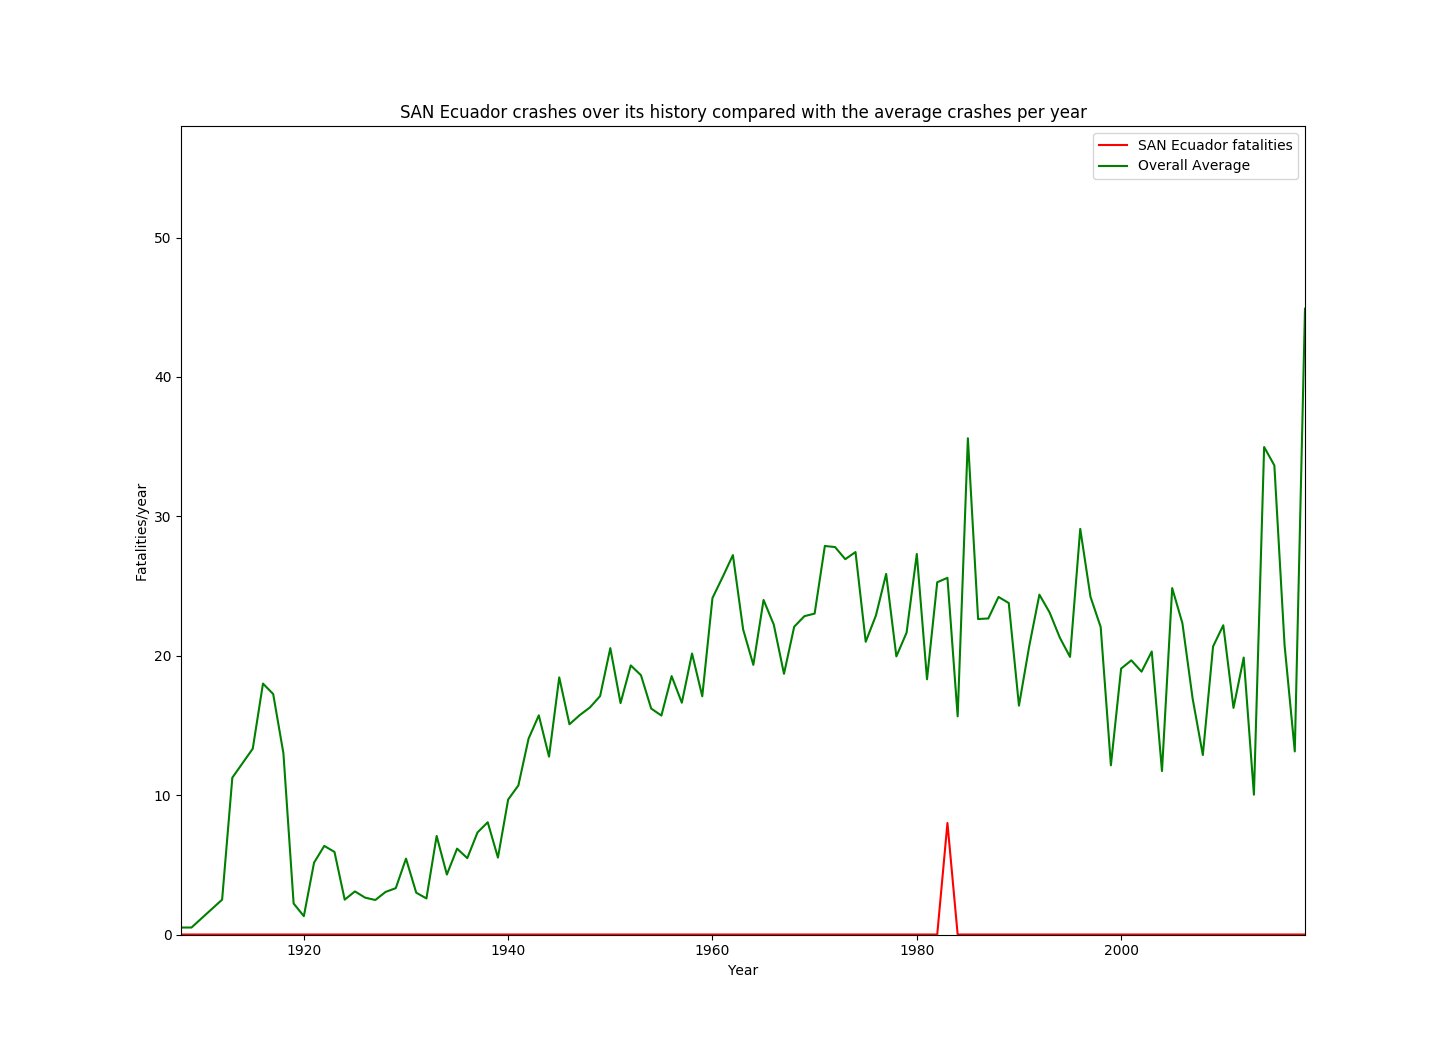 SAN Ecuador crashes over its history compared with the average crashes per year
SAN Ecuador fatalities
Overall Average
50
40
30
20
10
0
Fatalities/year
1920 1940 1960 1980 2000
Year